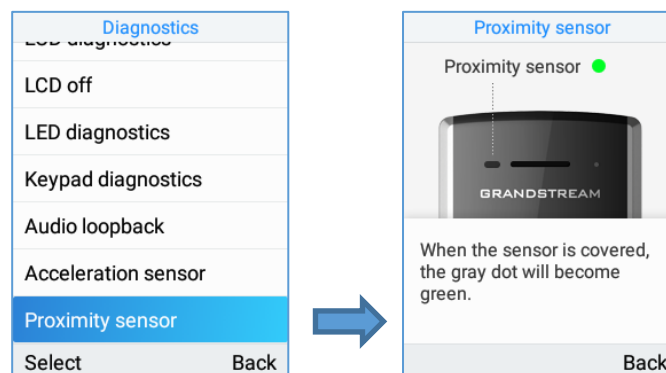 Diagnostics
LCD off
LED diagnostics
Keypad diagnostics
Audio loopback
Acceleration sensor
Proximity sensor
Select Back
Proximity sensor
Proximity sensor
GRANDSTREAM
When the sensor is covered,
the gray dot will become
green.
Back